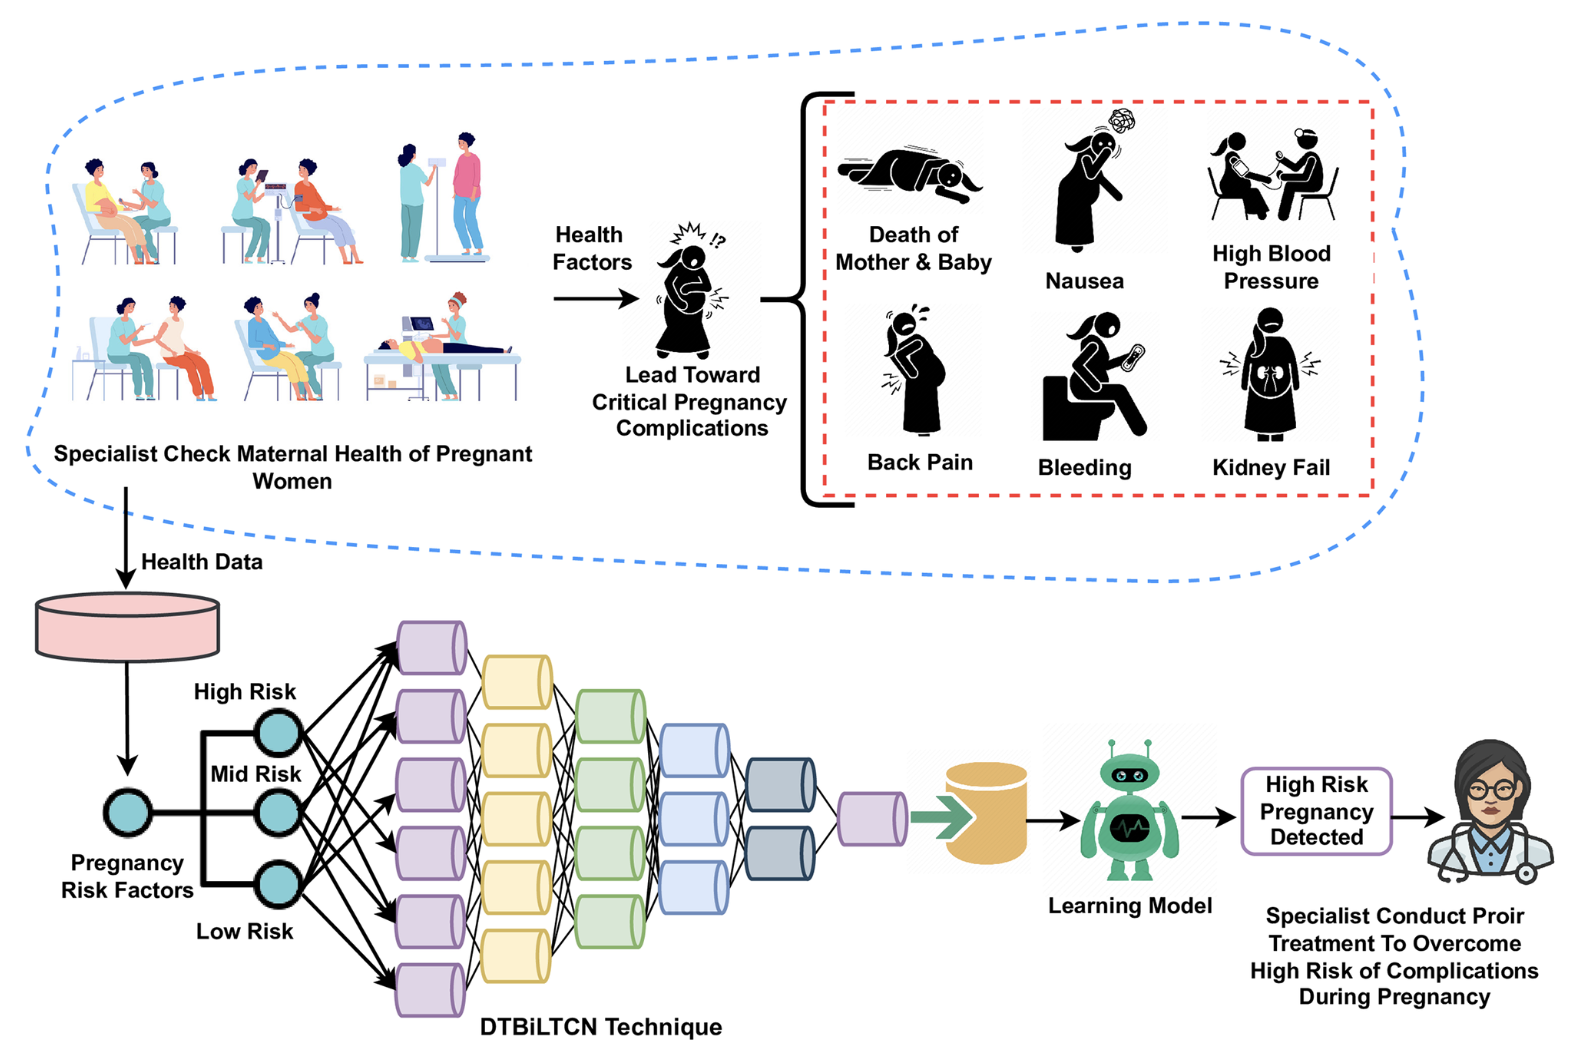 Specialist Check Maternal Health of Pregnant
Women
Health
Factors
!?
Lead Toward
Critical Pregnancy
Complications
Death of
Mother & Baby
Nausea
High Blood
Pressure
Back Pain
Bleeding
Kidney Fail
Health Data
High Risk
Mid Risk
Low Risk
Pregnancy
Risk Factors
DTBiLTCN Technique
Learning Model
High Risk
Pregnancy
Detected
Specialist Conduct Proir
Treatment To Overcome
High Risk of Complications
During Pregnancy